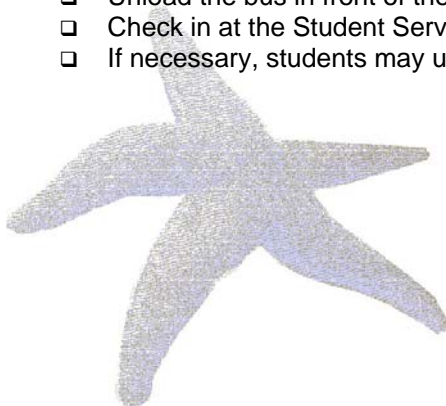 ❑ Unload the bus in front of the
❑ Check in at the Student Serv
❑ If necessary, students may u